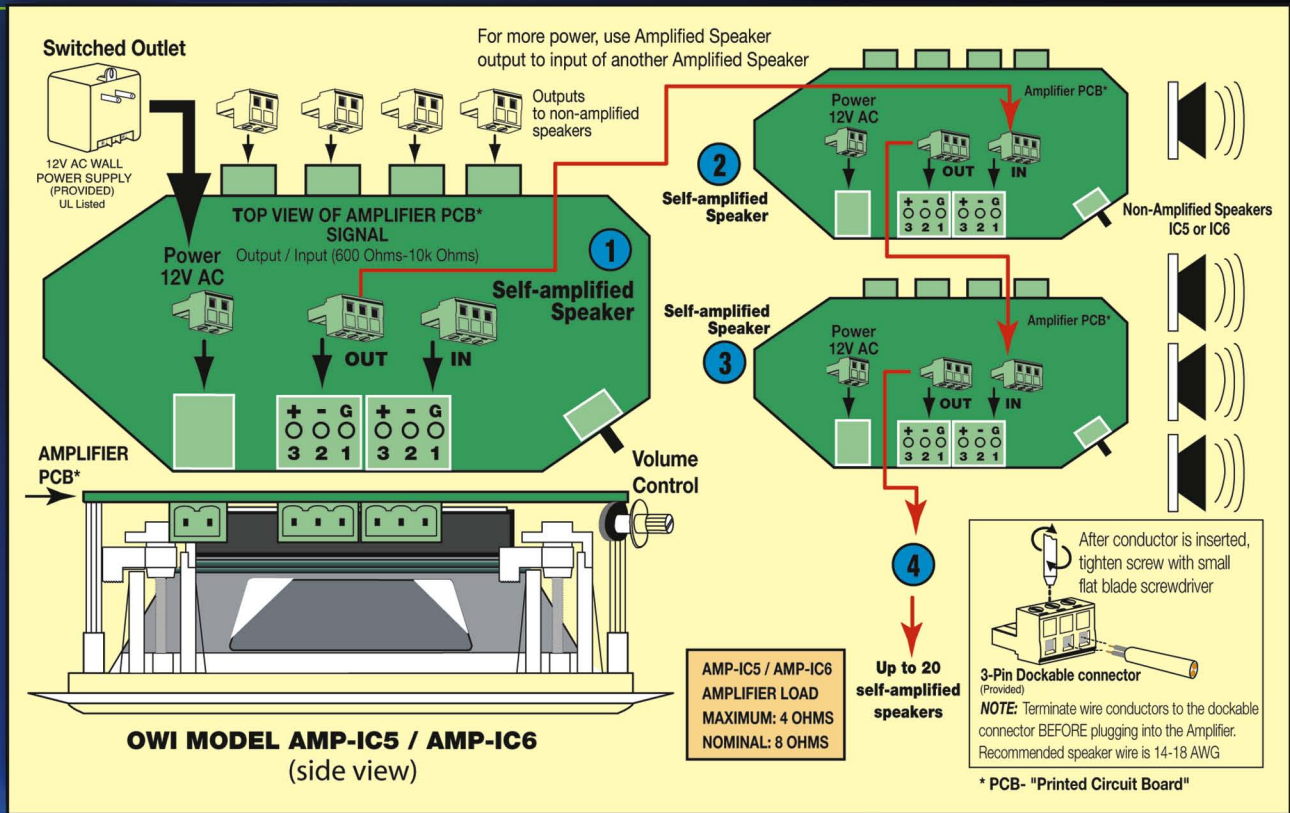 Switched Outlet
12V AC WALL
POWER SUPPLY
(PROVIDED)
UL Listed
For more power, use Amplified Speaker
output to input of another Amplified Speaker
Outputs
to non-amplified
speakers
TOP VIEW OF AMPLIFIER PCB*
SIGNAL
Output / Input (600 Ohms-10k Ohms)
Power
12V AC
1
Self-amplified
Speaker
OUT
IN
+ - G
3 2 1
+ - G
3 2 1
AMPLIFIER
PCB*
Volume
Control
OWI MODEL AMP-IC5 / AMP-IC6
(side view)
2
Self-amplified
Speaker
Amplifier PCB*
Power
12V AC
OUT
IN
+ - G
3 2 1
+ - G
3 2 1
Non-Amplified Speakers
IC5 or IC6
Self-amplified
Speaker
3
Amplifier PCB*
Power
12V AC
OUT
IN
+ - G
3 2 1
+ - G
3 2 1
4
Up to 20
self-amplified
speakers
AMP-IC5 / AMP-IC6
AMPLIFIER LOAD
MAXIMUM: 4 OHMS
NOMINAL: 8 OHMS
After conductor is inserted,
tighten screw with small
flat blade screwdriver
3-Pin Dockable connector
(Provided)
NOTE: Terminate wire conductors to the dockable
connector BEFORE plugging into the Amplifier.
Recommended speaker wire is 14-18 AWG
* PCB- "Printed Circuit Board"